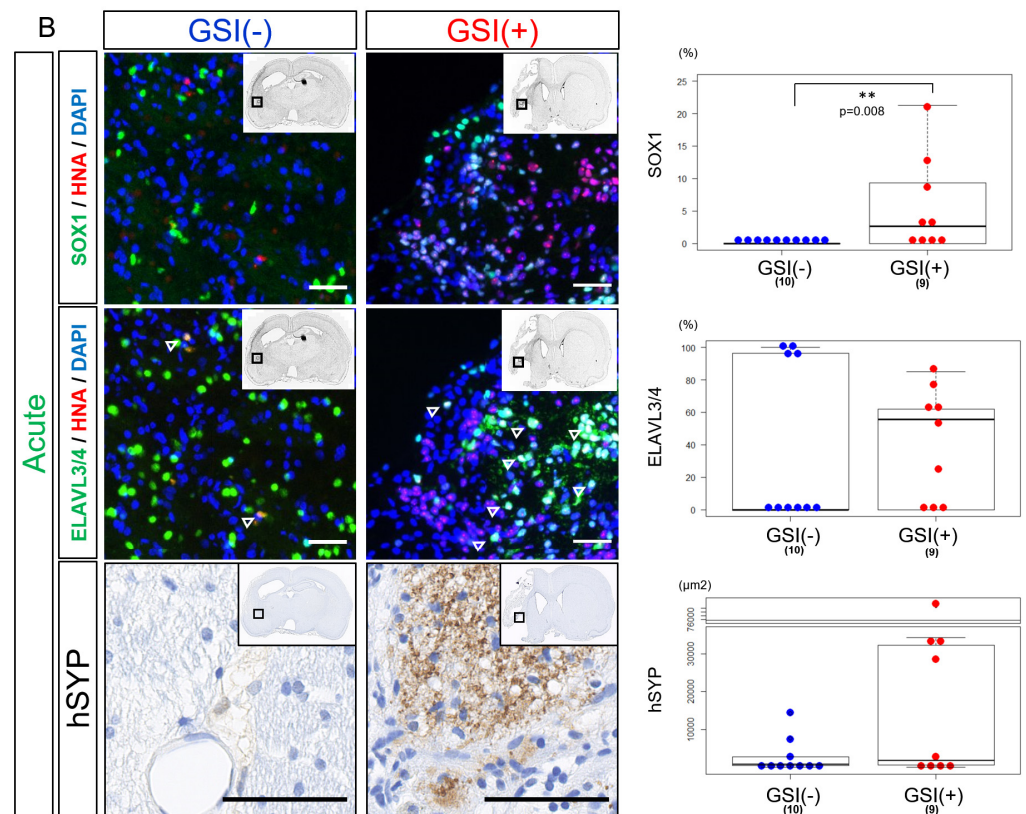 B
GSI(-)
GSI(+)
Acute
SOX1 / HNA / DAPI
(%)
SOX1
25
20
15
10
5
0
**
p=0.008
GSI(-)
(10)
GSI(+)
(9)
ELAVL3/4 / HNA / DAPI
(%)
ELAVL3/4
100
80
60
40
20
0
GSI(-)
(10)
GSI(+)
(9)
hSYP
(µm2)
hSYP
76000
30000
20000
10000
GSI(-)
(10)
GSI(+)
(9)